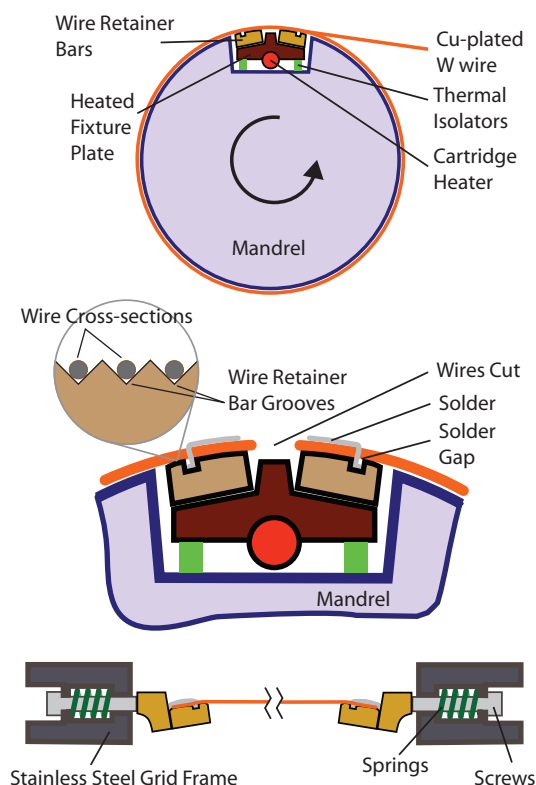 Wire Retainer
Bars
Cu-plated
W wire
Heated
Fixture
Plate
Thermal
Isolators
Cartridge
Heater
Mandrel
Wire Cross-sections
Wire Retainer
Bar Grooves
Wires Cut
Solder
Solder
Gap
Mandrel
Stainless Steel Grid Frame
Springs
Screws